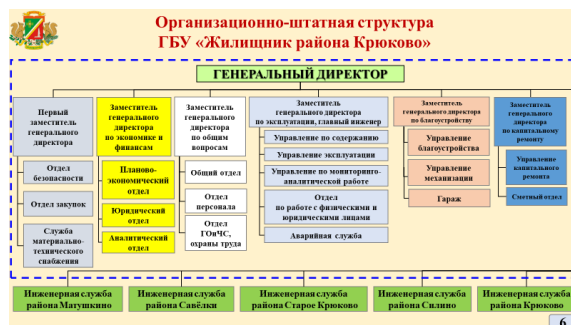 Организационно-штатная структура
ГБУ «Жилищник района Крюково»
ГЕНЕРАЛЬНЫЙ ДИРЕКТОР
Первый
заместитель
генерального
директора
Отдел
безопасности
Отдел закупок
Служба
материально-
технического
снабжения
Заместитель
генерального
директора
по экономике и
финансам
Планово-
экономический
отдел
Юридический
отдел
Аналитический
отдел
Заместитель
генерального
директора
по общим
вопросам
Общий отдел
Отдел
персонала
Отдел
ГОиЧС,
охраны труда
Заместитель
генерального директора
по эксплуатации, главный инженер
Управление по содержанию
Управление эксплуатации
Управление по мониторинго-
аналитической работе
Отдел
по работе с физическими и
юридическими лицами
Аварийная служба
Заместитель
генерального директора
по благоустройству
Управление
благоустройства
Управление
механизации
Гараж
Заместитель
генерального
директора
по капитальному
ремонту
Управление
капитального
ремонта
Сметный отдел
Инженерная служба
района Матушкино
Инженерная служба
района Савёлки
Инженерная служба
района Старое Крюково
Инженерная служба
района Силино
Инженерная служба
района Крюково
6